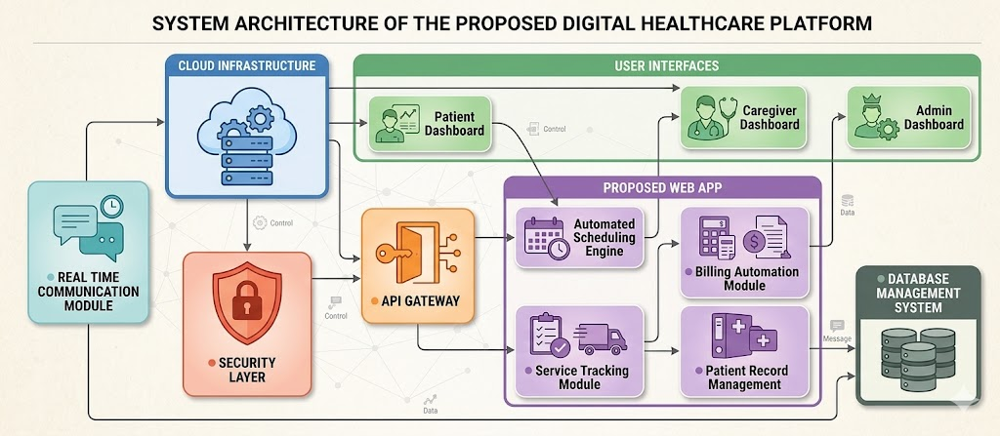 SYSTEM ARCHITECTURE OF THE PROPOSED DIGITAL HEALTHCARE PLATFORM
CLOUD INFRASTRUCTURE
USER INTERFACES
Patient
Dashboard
Control
Caregiver
Dashboard
Admin
Dashboard
REAL TIME
COMMUNICATION
MODULE
Control
SECURITY
LAYER
Control
API GATEWAY
PROPOSED WEB APP
Automated
Scheduling
Engine
Billing Automation
Module
Service Tracking
Module
Patient Record
Management
Data
Message
DATABASE
MANAGEMENT
SYSTEM
Data